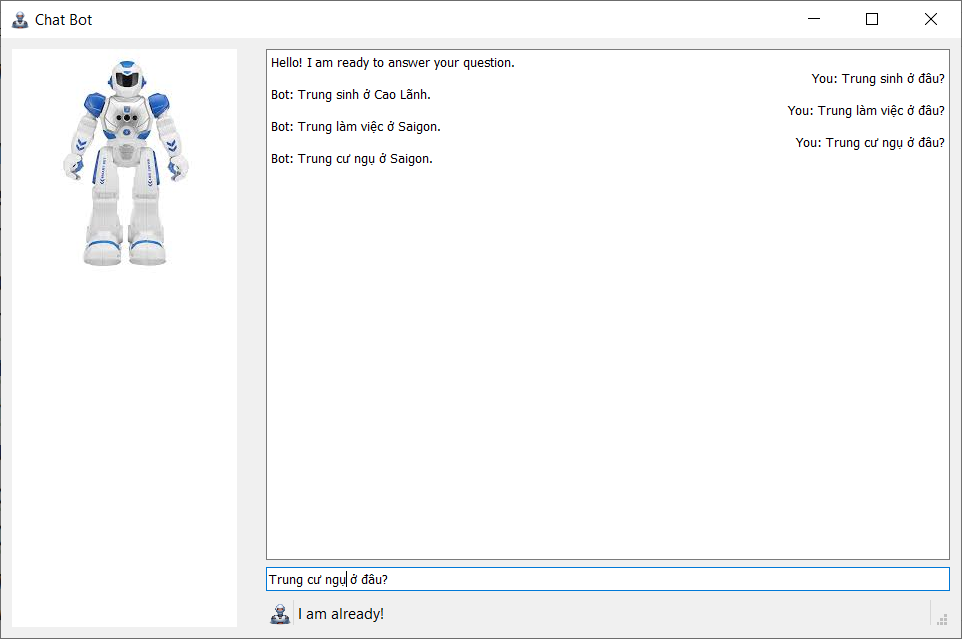 Chat Bot
Hello! I am ready to answer your question.
You: Trung sinh ở đâu?
Bot: Trung sinh ở Cao Lãnh.
You: Trung làm việc ở đâu?
Bot: Trung làm việc ở Saigon.
You: Trung cư ngụ ở đâu?
Bot: Trung cư ngụ ở Saigon.
Trung cư ngụ ở đâu?
I am already!